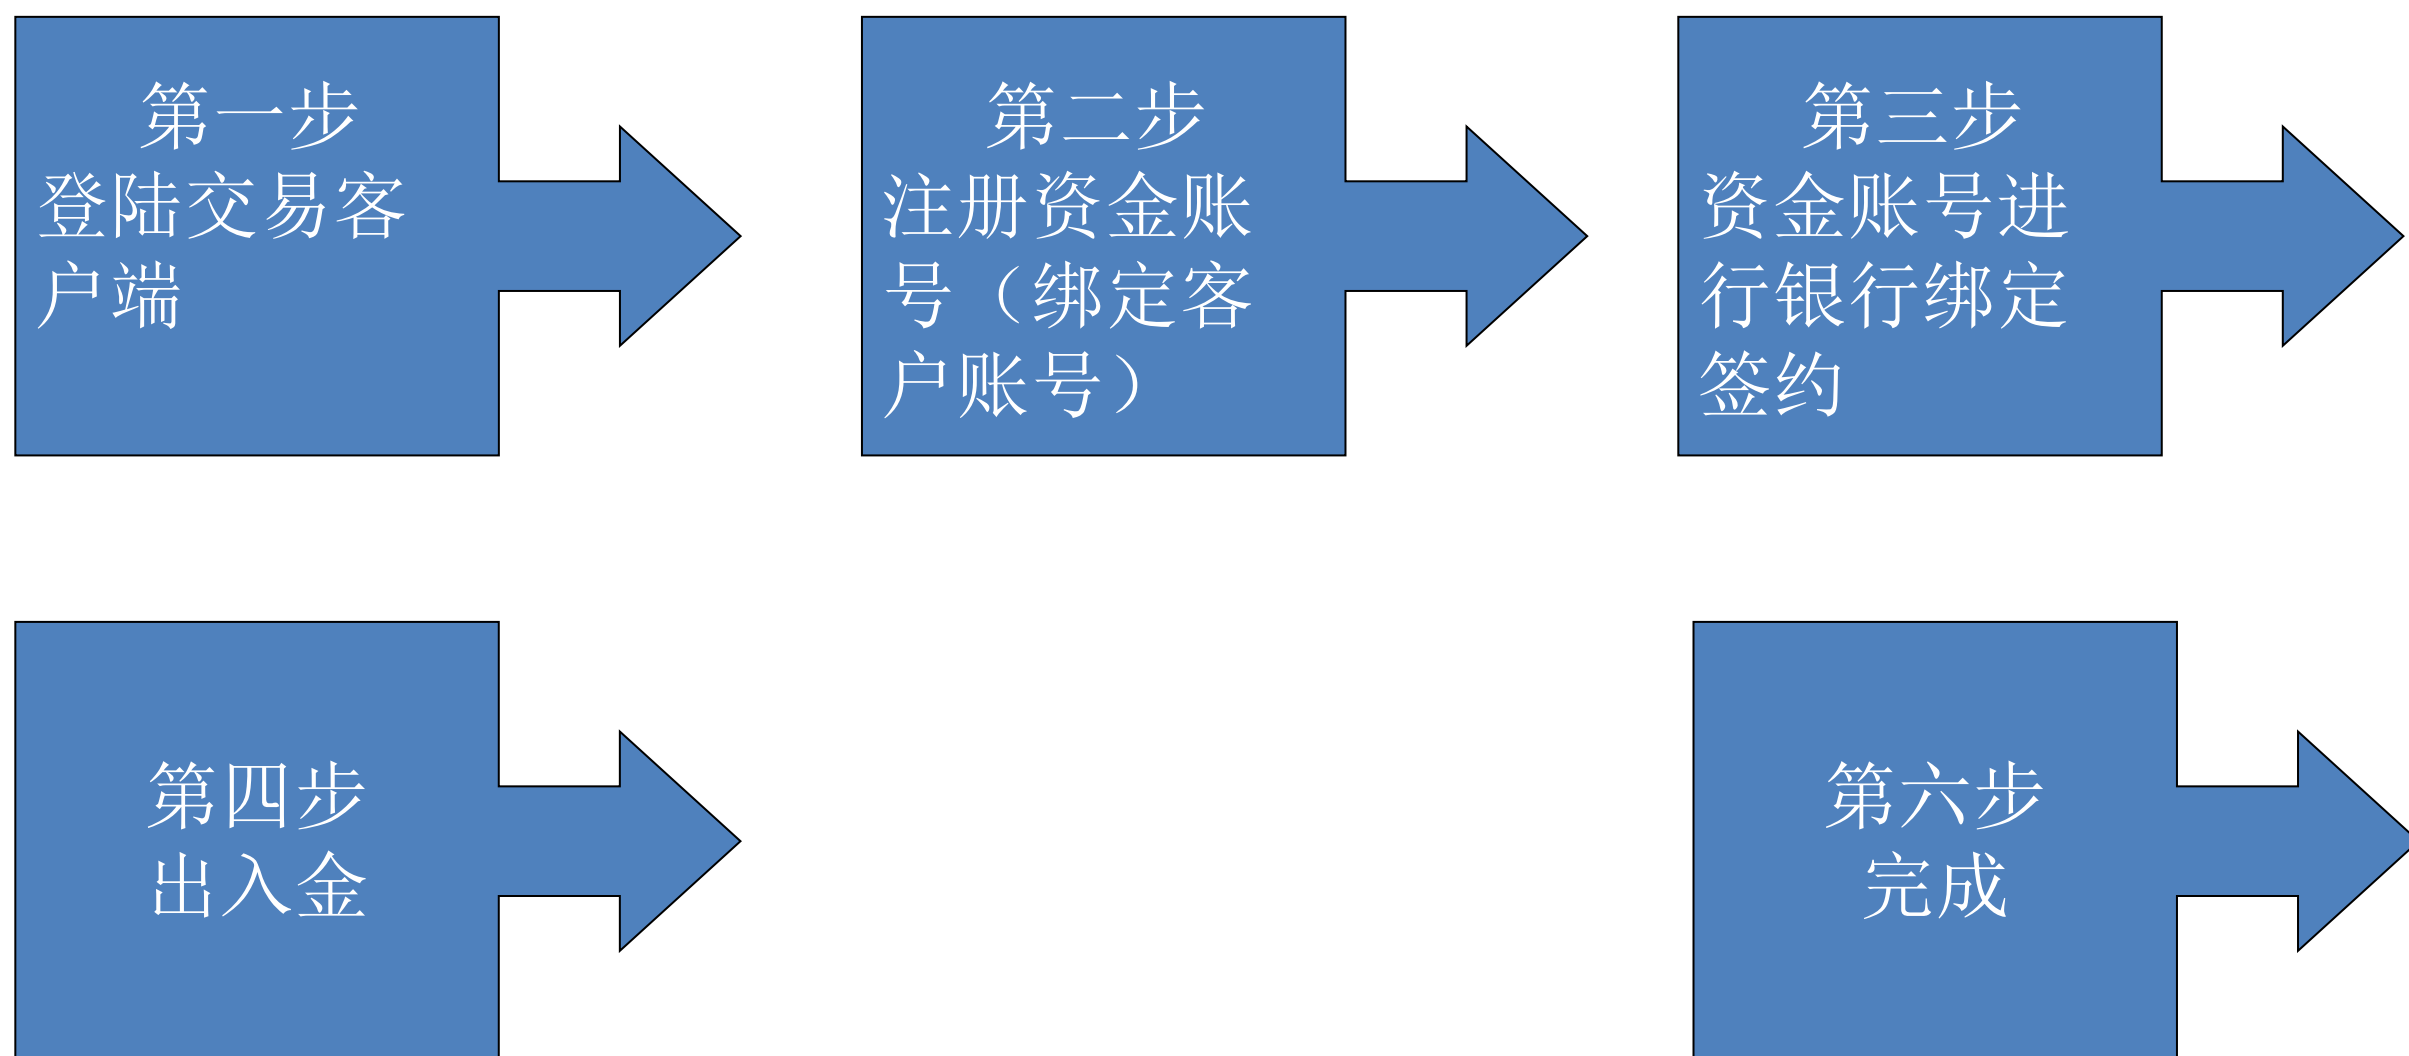 第一步
登陆交易客
户端
第二步
注册资金账
号（绑定客
户账号）
第三步
资金账号进
行银行绑定
签约
第四步
出入金
第六步
完成